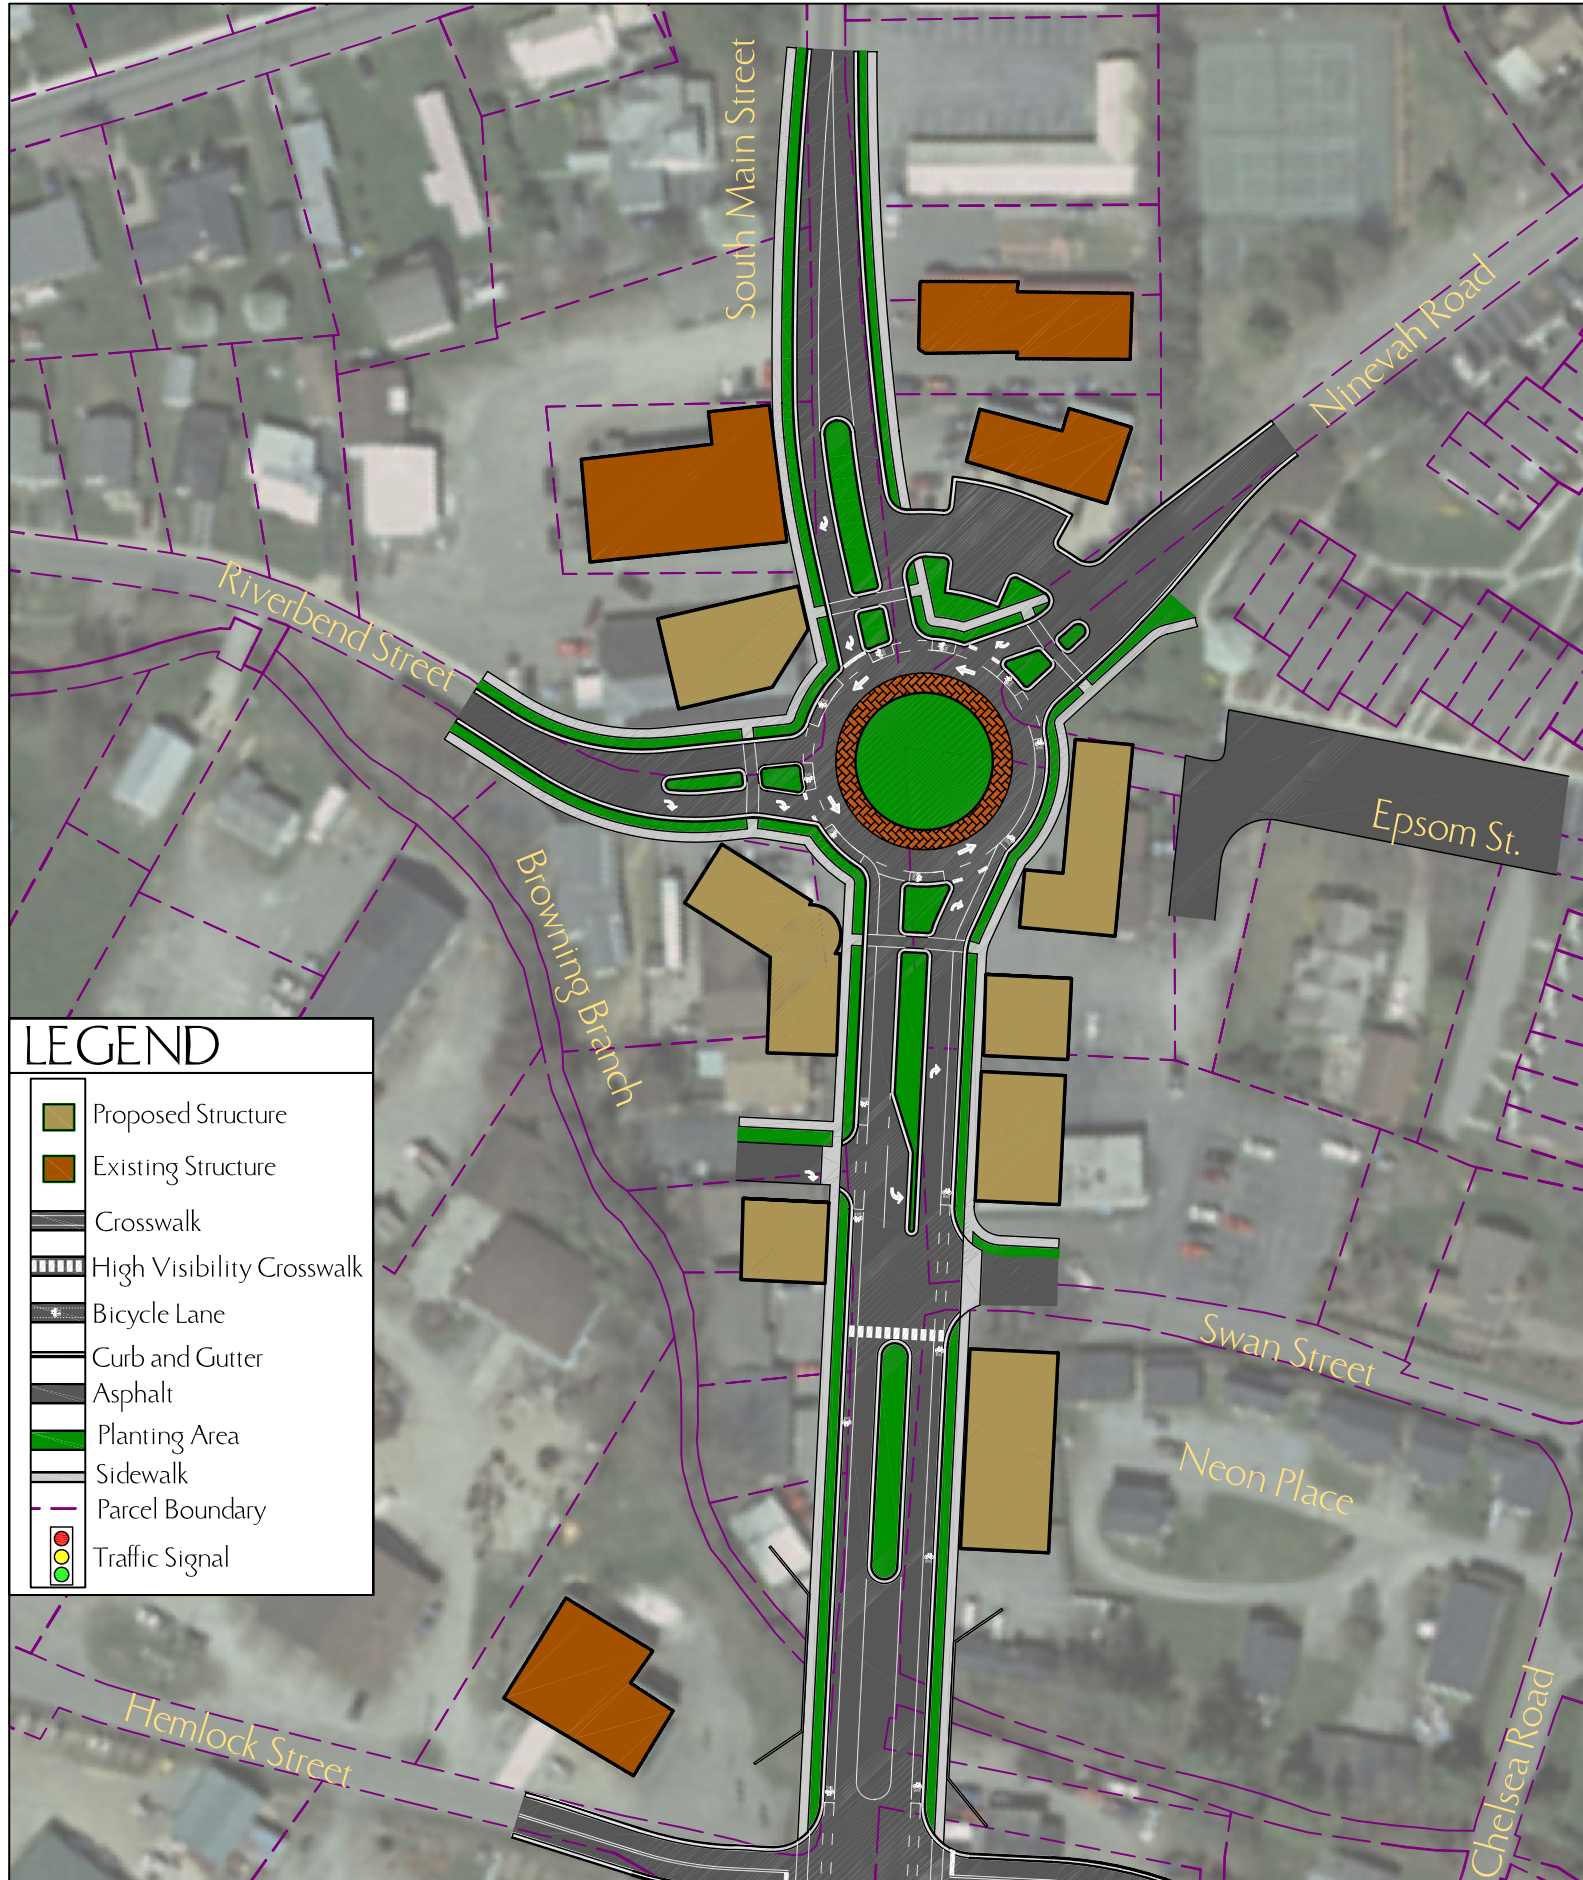 South Main Street
Ninevah Road
Riverbend Street
Epsom St.
Browning Branch
LEGEND
Proposed Structure
Existing Structure
Crosswalk
High Visibility Crosswalk
Bicycle Lane
Curb and Gutter
Asphalt
Planting Area
Sidewalk
Parcel Boundary
Traffic Signal
Swan Street
Neon Place
Hemlock Street
Chelsea Road